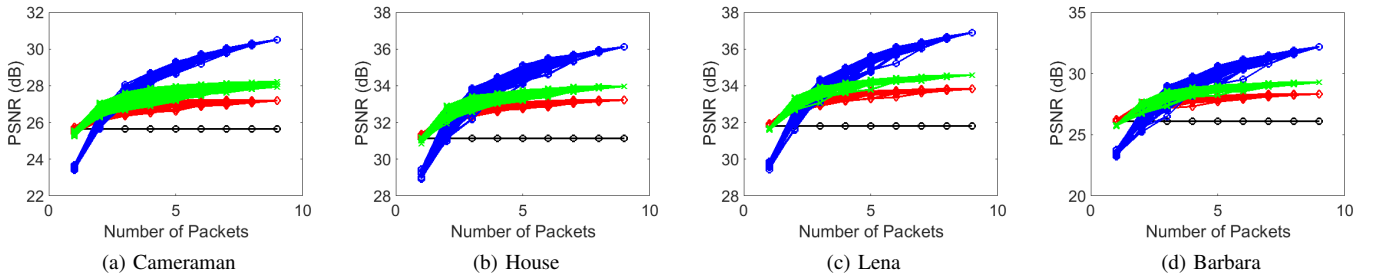 PSNR (dB)
32
30
28
26
24
22
0
5
10
Number of Packets
(a) Cameraman
PSNR (dB)
38
36
34
32
30
28
0
5
10
Number of Packets
(b) House
PSNR (dB)
38
36
34
32
30
28
0
5
10
Number of Packets
(c) Lena
PSNR (dB)
35
30
25
20
0
5
10
Number of Packets
(d) Barbara